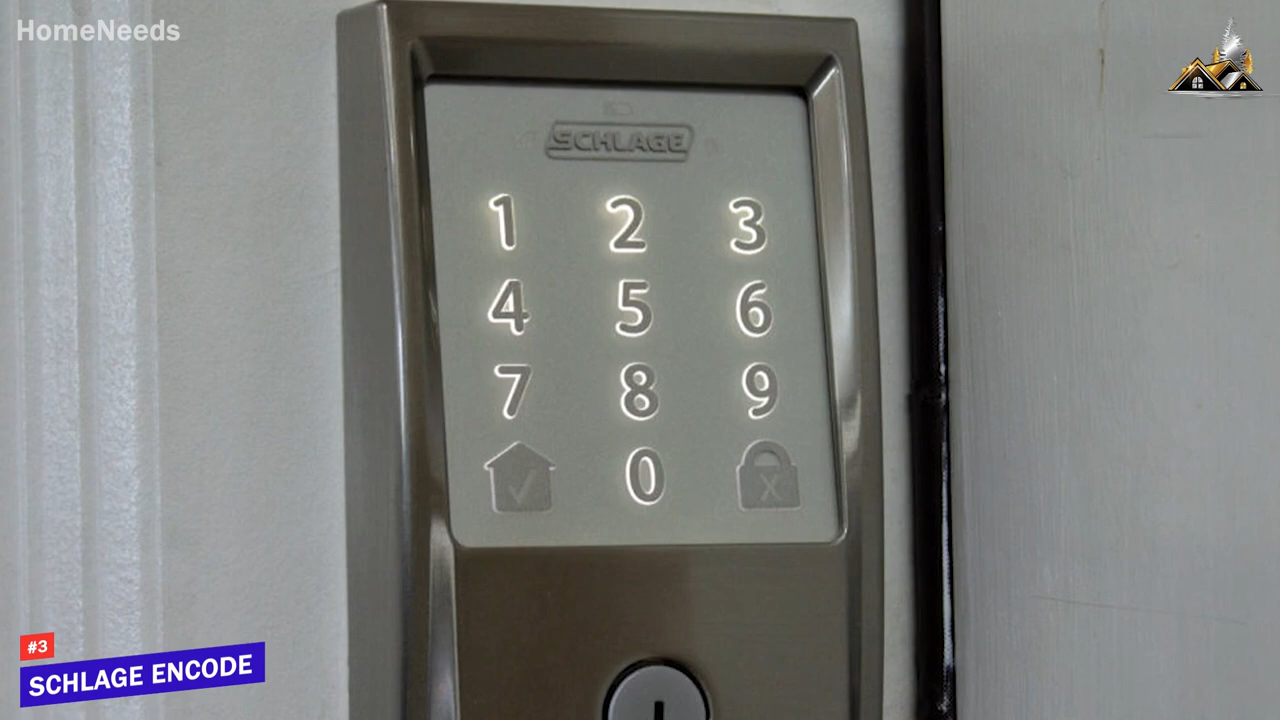 HomeNeeds
SCHLAGE
1 2 3
4 5 6
7 8 9
0 X
#3
SCHLAGE ENCODE